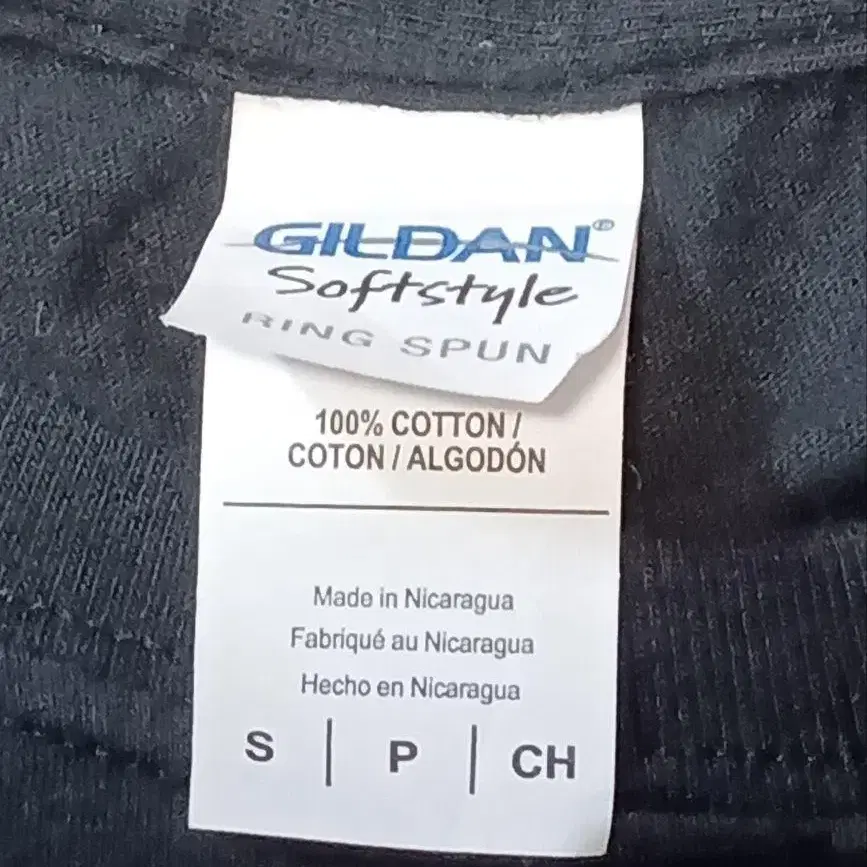 GILDAN®
Softstyle
RING SPUN
100% COTTON /
COTON / ALGODÓN
Made in Nicaragua
Fabriqué au Nicaragua
Hecho en Nicaragua
S | P | CH